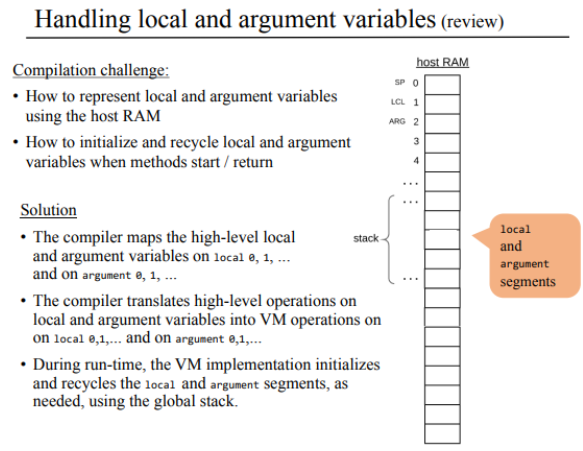 Handling local and argument variables (review)
Compilation challenge:
• How to represent local and argument variables
using the host RAM
• How to initialize and recycle local and argument
variables when methods start / return
Solution
• The compiler maps the high-level local
and argument variables on local 0, 1, …
and on argument 0, 1, …
• The compiler translates high-level operations on
local and argument variables into VM operations on
on local 0,1,… and on argument 0,1,…
• During run-time, the VM implementation initializes
and recycles the local and argument segments, as
needed, using the global stack.
host RAM
SP 0
LCL 1
ARG 2
3
4
...
...
stack
...
local
and
argument
segments